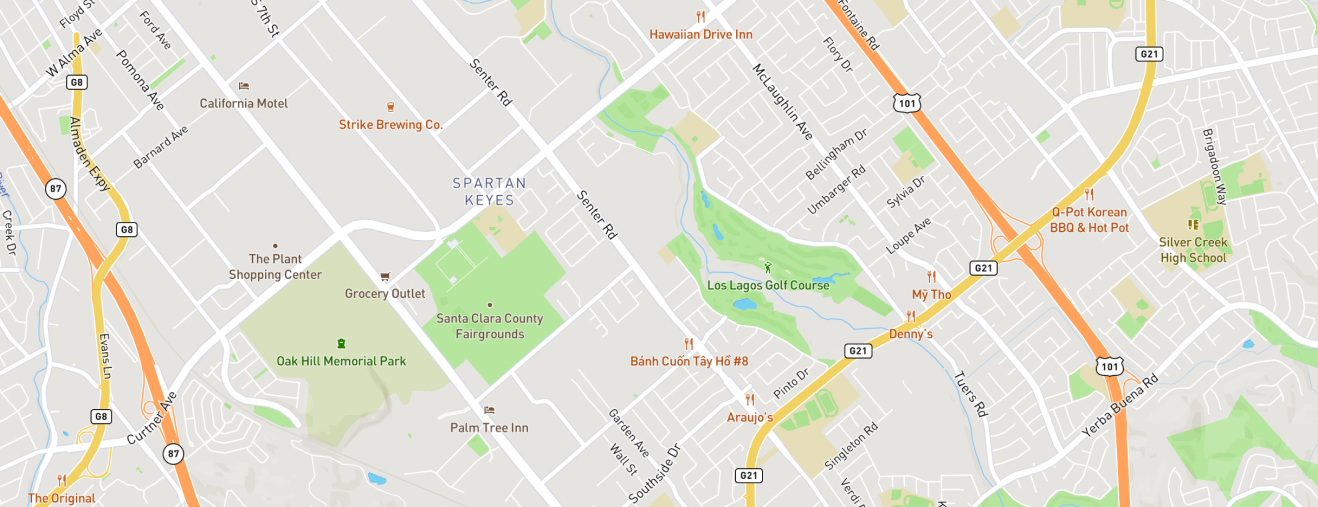 Floyd St
W Alma Ave
Ford Ave
S 7th St
Pomona Ave
G8
Almaden Expy
Barnard Ave
California Motel
Strike Brewing Co.
Senter Rd
Hawaiian Drive Inn
Fontaine Rd
Flory Dr
McLaughlin Ave
101
G21
Bellingham Dr
Umbarger Rd
Sylvia Dr
Loupe Ave
Brigadoon Way
87
River
Creek Dr
G8
SPARTAN
KEYES
Senter Rd
The Plant
Shopping Center
Grocery Outlet
Santa Clara County
Fairgrounds
Los Lagos Golf Course
Q-Pot Korean
BBQ & Hot Pot
Silver Creek
High School
G21
Mỹ Tho
Denny's
Evans Ln
Oak Hill Memorial Park
Bánh Cuốn Tây Hồ #8
G21
101
Pinto Dr
Tuers Rd
Yerba Buena Rd
G8
Curtner Ave
87
Palm Tree Inn
Araujo's
Garden Ave
Wall St
Southside Dr
Singleton Rd
G21
The Original